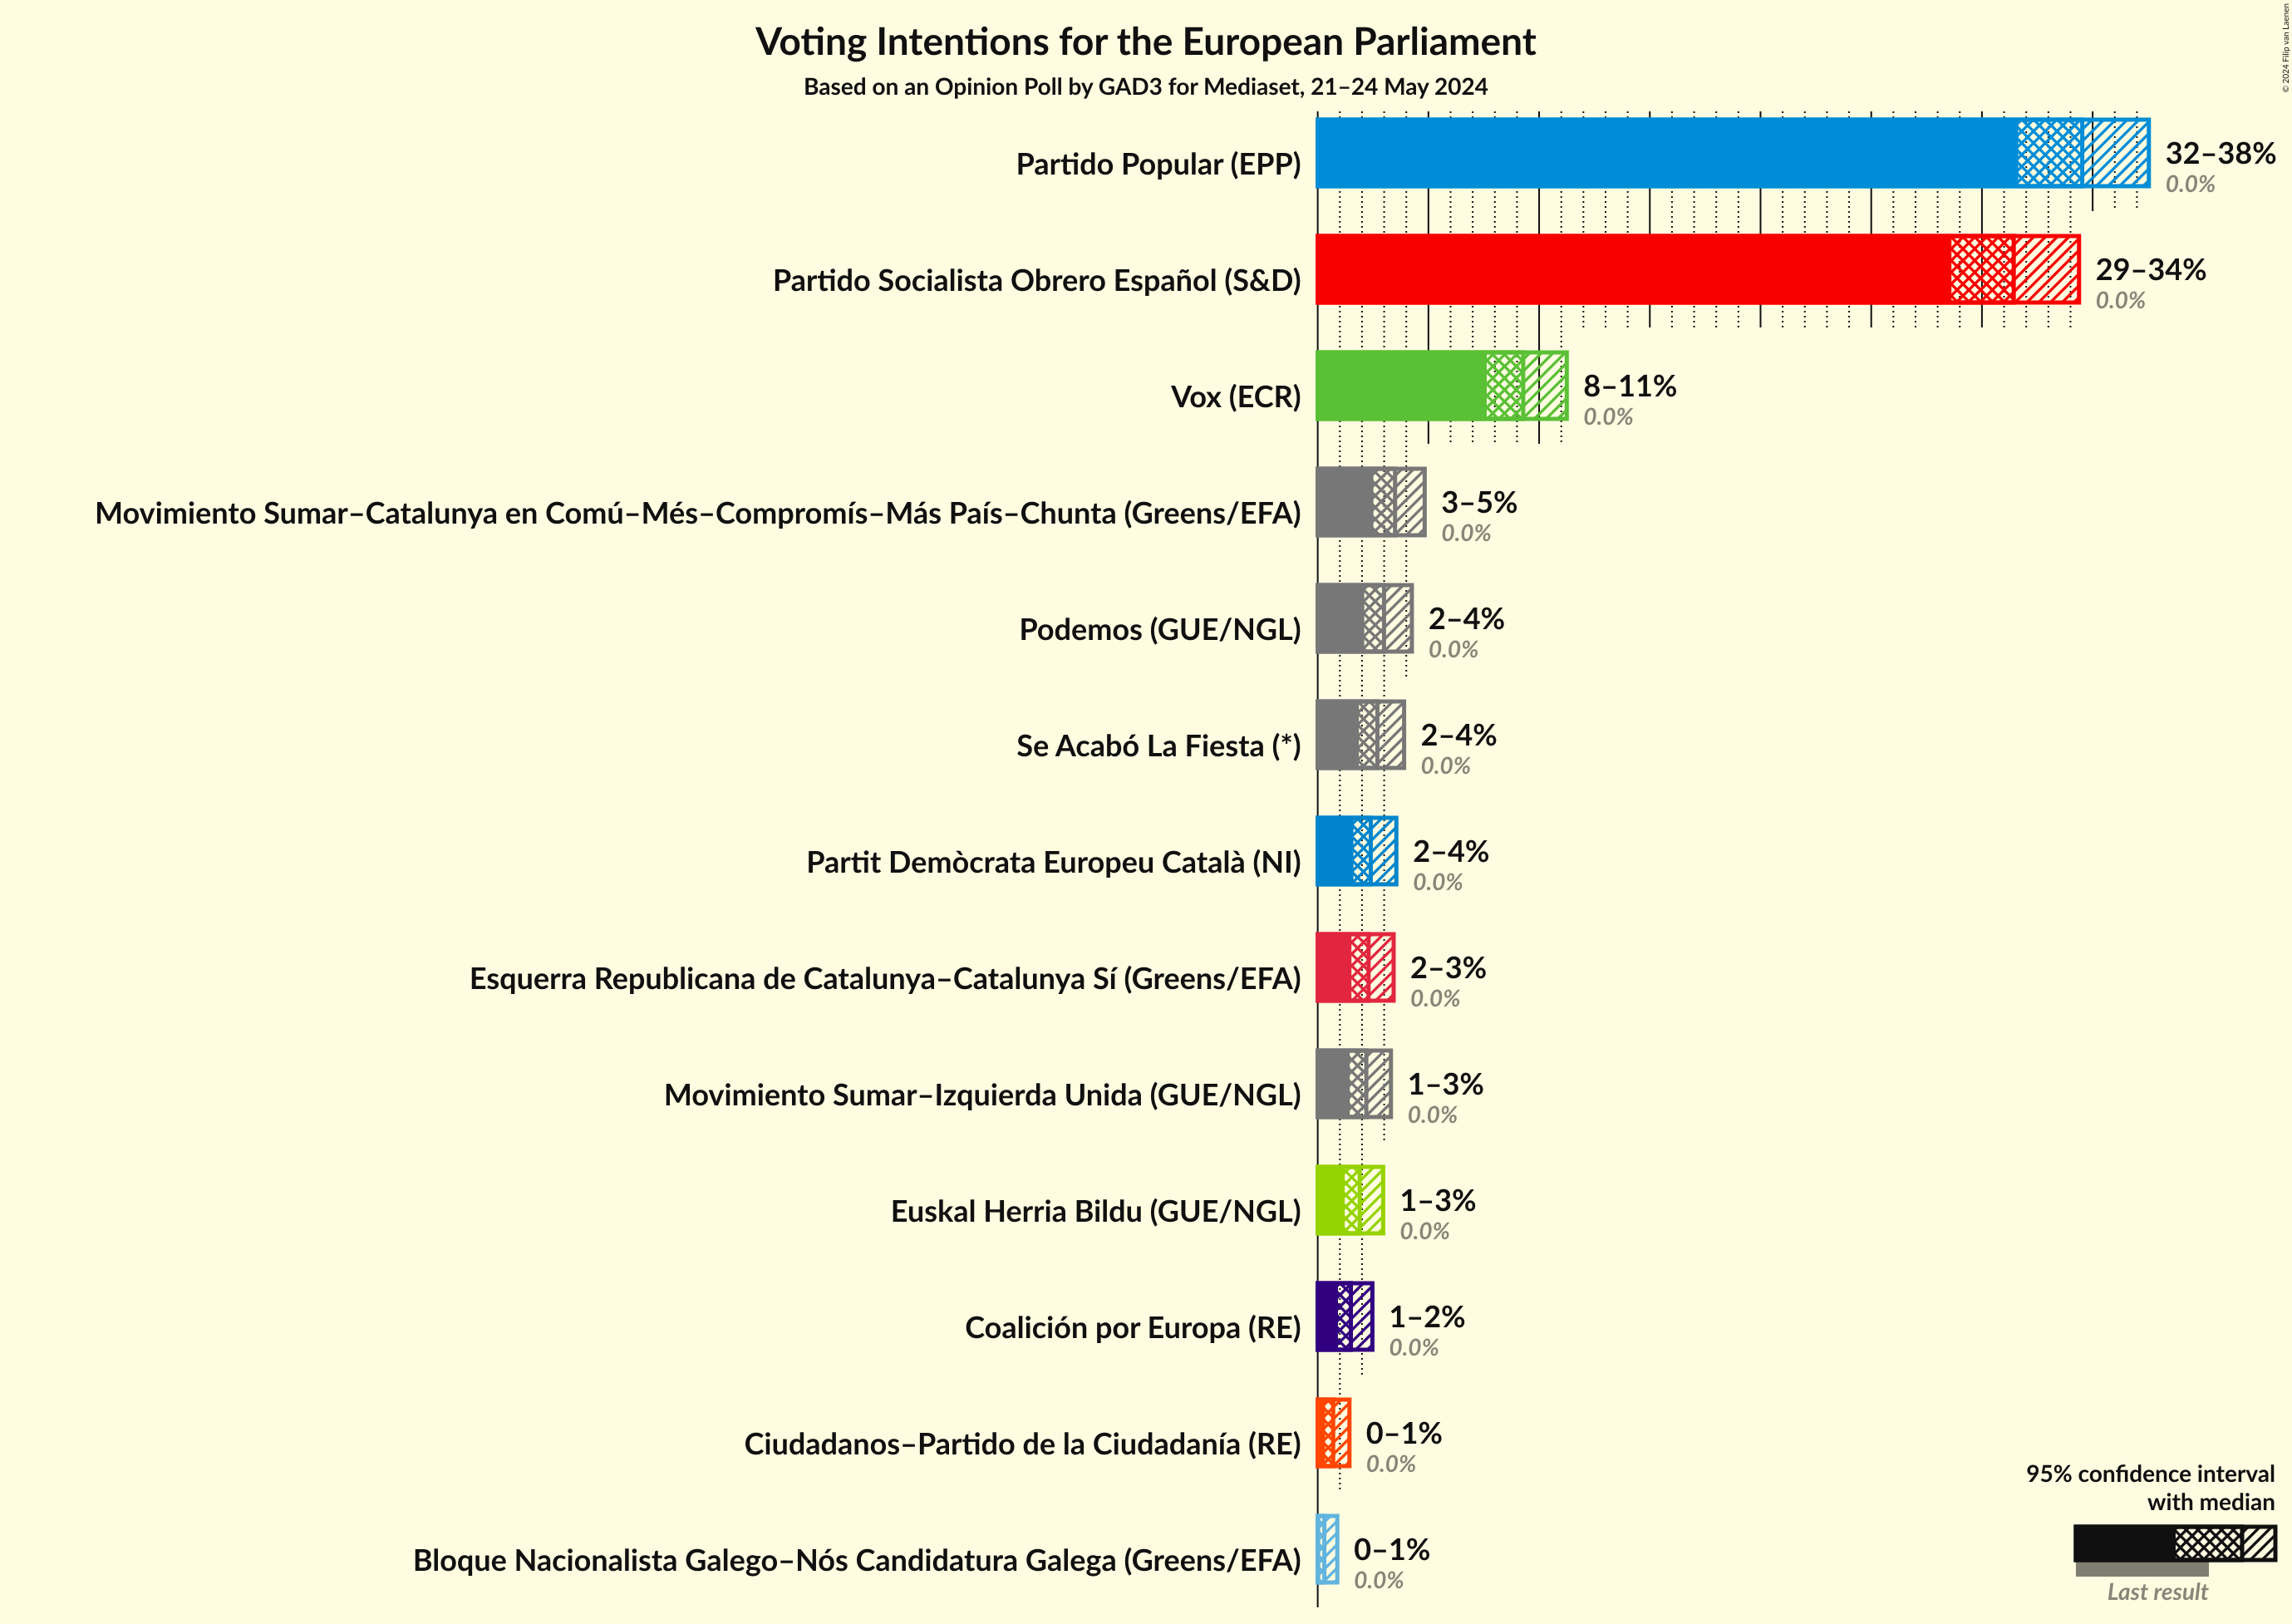 Voting Intentions for the European Parliament
Based on an Opinion Poll by GAD3 for Mediaset, 21–24 May 2024
© 2024 Filip van Laenen
Partido Popular (EPP)
32–38%
0.0%
Partido Socialista Obrero Español (S&D)
29–34%
0.0%
Vox (ECR)
8–11%
0.0%
Movimiento Sumar–Catalunya en Comú–Més–Compromís–Más País–Chunta (Greens/EFA)
3–5%
0.0%
Podemos (GUE/NGL)
2–4%
0.0%
Se Acabó La Fiesta (*)
2–4%
0.0%
Partit Demòcrata Europeu Català (NI)
2–4%
0.0%
Esquerra Republicana de Catalunya–Catalunya Sí (Greens/EFA)
2–3%
0.0%
Movimiento Sumar–Izquierda Unida (GUE/NGL)
1–3%
0.0%
Euskal Herria Bildu (GUE/NGL)
1–3%
0.0%
Coalición por Europa (RE)
1–2%
0.0%
Ciudadanos–Partido de la Ciudadanía (RE)
0–1%
0.0%
Bloque Nacionalista Galego–Nós Candidatura Galega (Greens/EFA)
0–1%
0.0%
95% confidence interval
with median
Last result